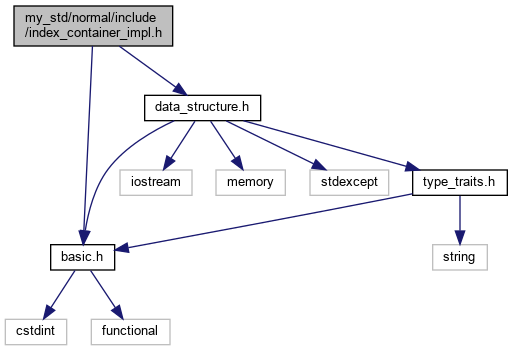 my_std/normal/include
/index_container_impl.h
data_structure.h
iostream
memory
stdexcept
type_traits.h
basic.h
string
cstdint
functional